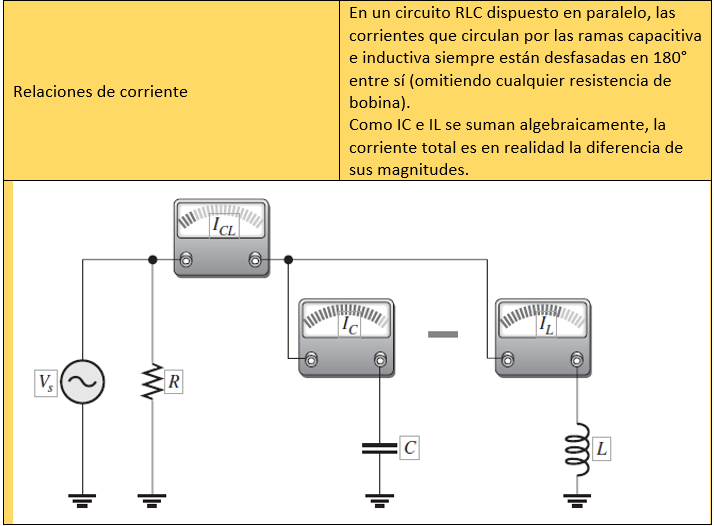 Relaciones de corriente
En un circuito RLC dispuesto en paralelo, las
corrientes que circulan por las ramas capacitiva
e inductiva siempre están desfasadas en 180°
entre sí (omitiendo cualquier resistencia de
bobina).
Como IC e IL se suman algebraicamente, la
corriente total es en realidad la diferencia de
sus magnitudes.
I_CL
I_C
I_L
V_s
R
C
L